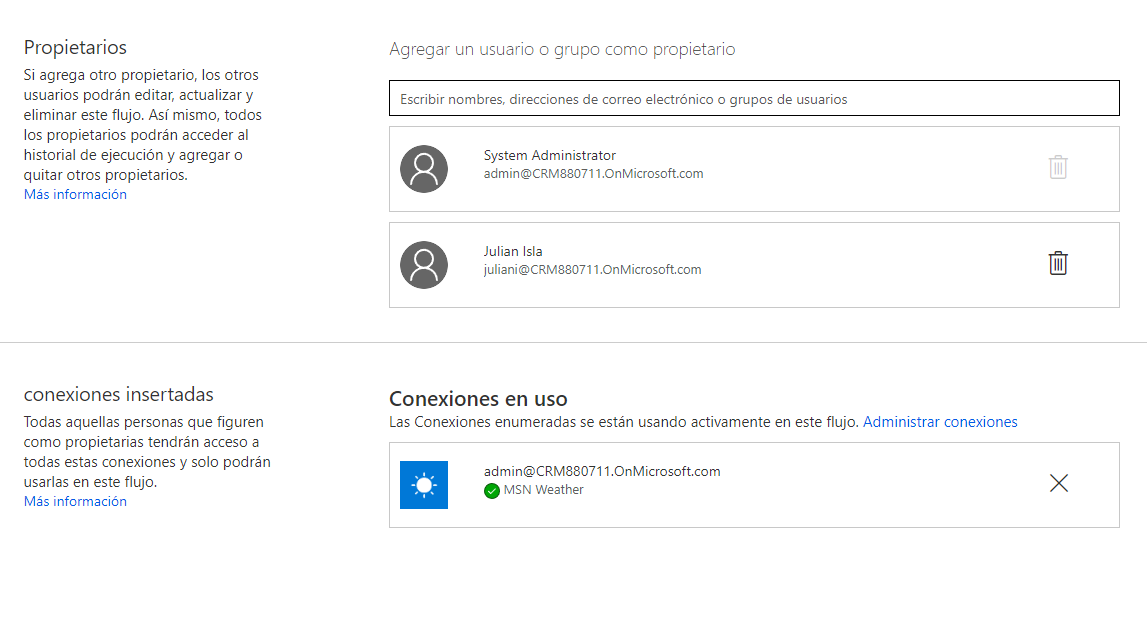 Propietarios
Si agrega otro propietario, los otros
usuarios podrán editar, actualizar y
eliminar este flujo. Así mismo, todos
los propietarios podrán acceder al
historial de ejecución y agregar o
quitar otros propietarios.
Más información
Agregar un usuario o grupo como propietario
Escribir nombres, direcciones de correo electrónico o grupos de usuarios
System Administrator
admin@CRM880711.OnMicrosoft.com
Julian Isla
juliani@CRM880711.OnMicrosoft.com
conexiones insertadas
Todas aquellas personas que figuren
como propietarias tendrán acceso a
todas estas conexiones y solo podrán
usarlas en este flujo.
Más información
Conexiones en uso
Las Conexiones enumeradas se están usando activamente en este flujo. Administrar conexiones
admin@CRM880711.OnMicrosoft.com
MSN Weather